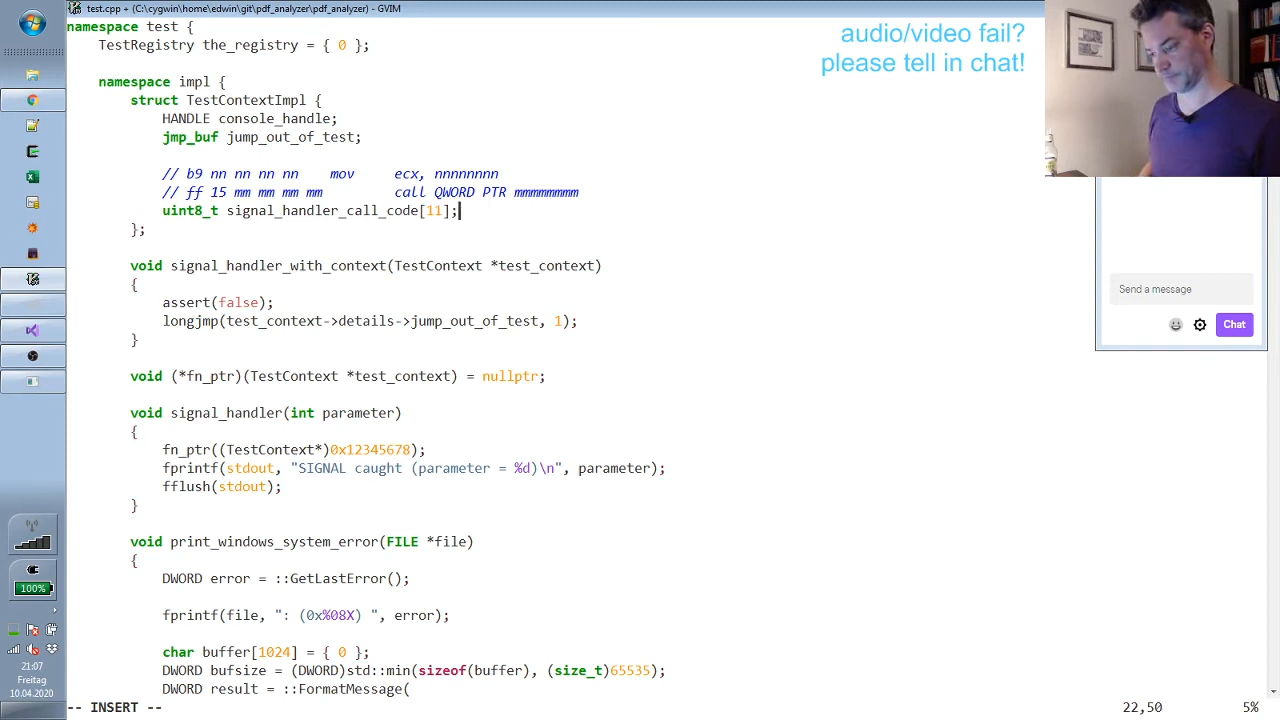 test.cpp + (C:\cygwin\home\edwin\git\pdf_analyzer\pdf_analyzer) - GVIM
namespace test {
    TestRegistry the_registry = { 0 };
    namespace impl {
        struct TestContextImpl {
            HANDLE console_handle;
            jmp_buf jump_out_of_test;
            // b9 nn nn nn nn    mov     ecx, nnnnnnnn
            // ff 15 mm mm mm mm         call QWORD PTR mmmmmmmm
            uint8_t signal_handler_call_code[11];
        };
        void signal_handler_with_context(TestContext *test_context)
        {
            assert(false);
            longjmp(test_context->details->jump_out_of_test, 1);
        }
        void (*fn_ptr)(TestContext *test_context) = nullptr;
        void signal_handler(int parameter)
        {
            fn_ptr((TestContext*)0x12345678);
            fprintf(stdout, "SIGNAL caught (parameter = %d)\n", parameter);
            fflush(stdout);
        }
        void print_windows_system_error(FILE *file)
        {
            DWORD error = ::GetLastError();
            fprintf(file, ": (0x%08X) ", error);
            char buffer[1024] = { 0 };
            DWORD bufsize = (DWORD)std::min(sizeof(buffer), (size_t)65535);
            DWORD result = ::FormatMessage(
-- INSERT --
22,50
5%
audio/video fail?
please tell in chat!
Send a message
Chat
100%
21:07
Freitag
10.04.2020